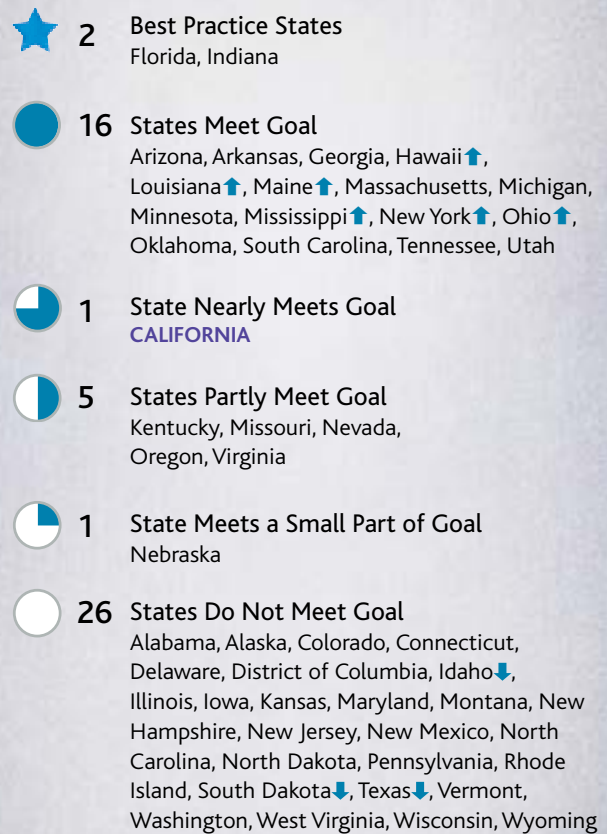 2 Best Practice States
Florida, Indiana
16 States Meet Goal
Arizona, Arkansas, Georgia, Hawaii⬆,
Louisiana⬆, Maine⬆, Massachusetts, Michigan,
Minnesota, Mississippi⬆, New York⬆, Ohio⬆,
Oklahoma, South Carolina, Tennessee, Utah
1 State Nearly Meets Goal
CALIFORNIA
5 States Partly Meet Goal
Kentucky, Missouri, Nevada,
Oregon, Virginia
1 State Meets a Small Part of Goal
Nebraska
26 States Do Not Meet Goal
Alabama, Alaska, Colorado, Connecticut,
Delaware, District of Columbia, Idaho⬇,
Illinois, Iowa, Kansas, Maryland, Montana, New
Hampshire, New Jersey, New Mexico, North
Carolina, North Dakota, Pennsylvania, Rhode
Island, South Dakota⬇, Texas⬇, Vermont,
Washington, West Virginia, Wisconsin, Wyoming